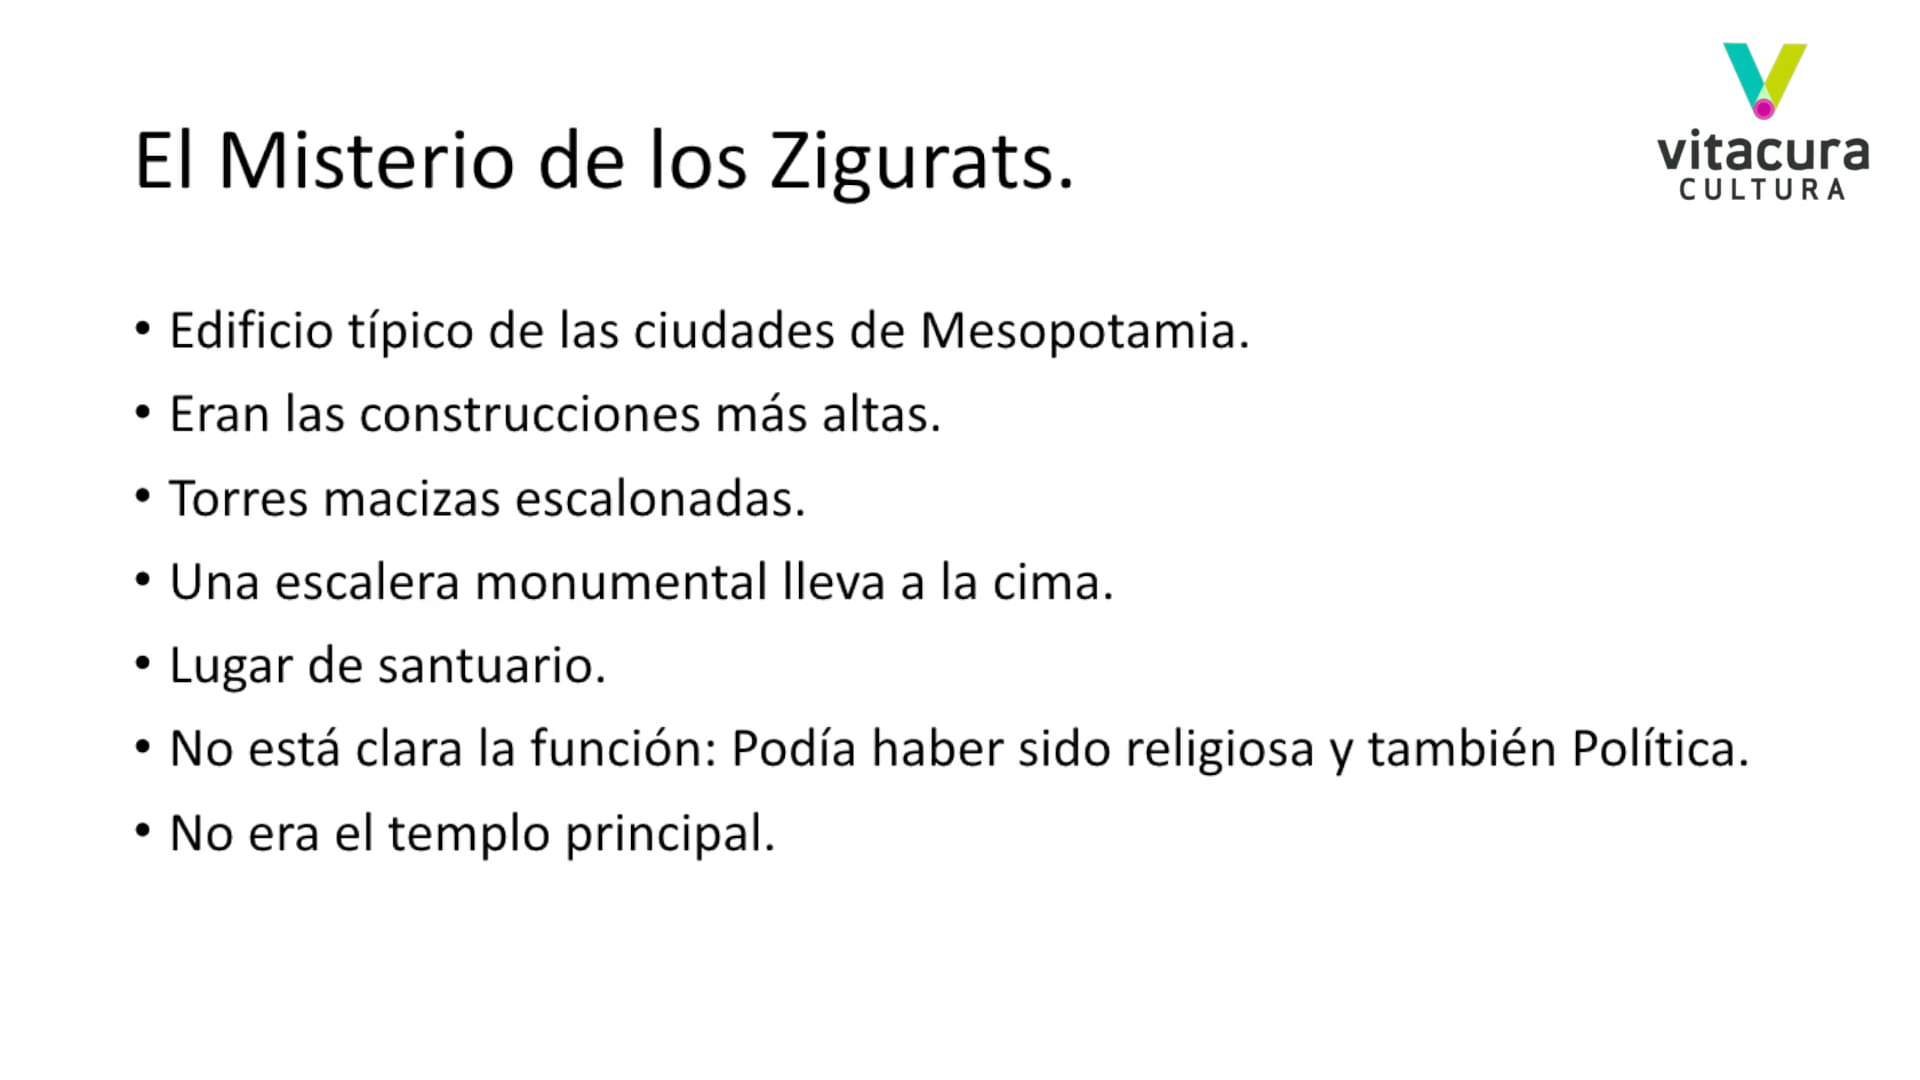 vitacura
CULTURA
El Misterio de los Zigurats.
• Edificio típico de las ciudades de Mesopotamia.
• Eran las construcciones más altas.
• Torres macizas escalonadas.
• Una escalera monumental lleva a la cima.
• Lugar de santuario.
• No está clara la función: Podía haber sido religiosa y también Política.
• No era el templo principal.